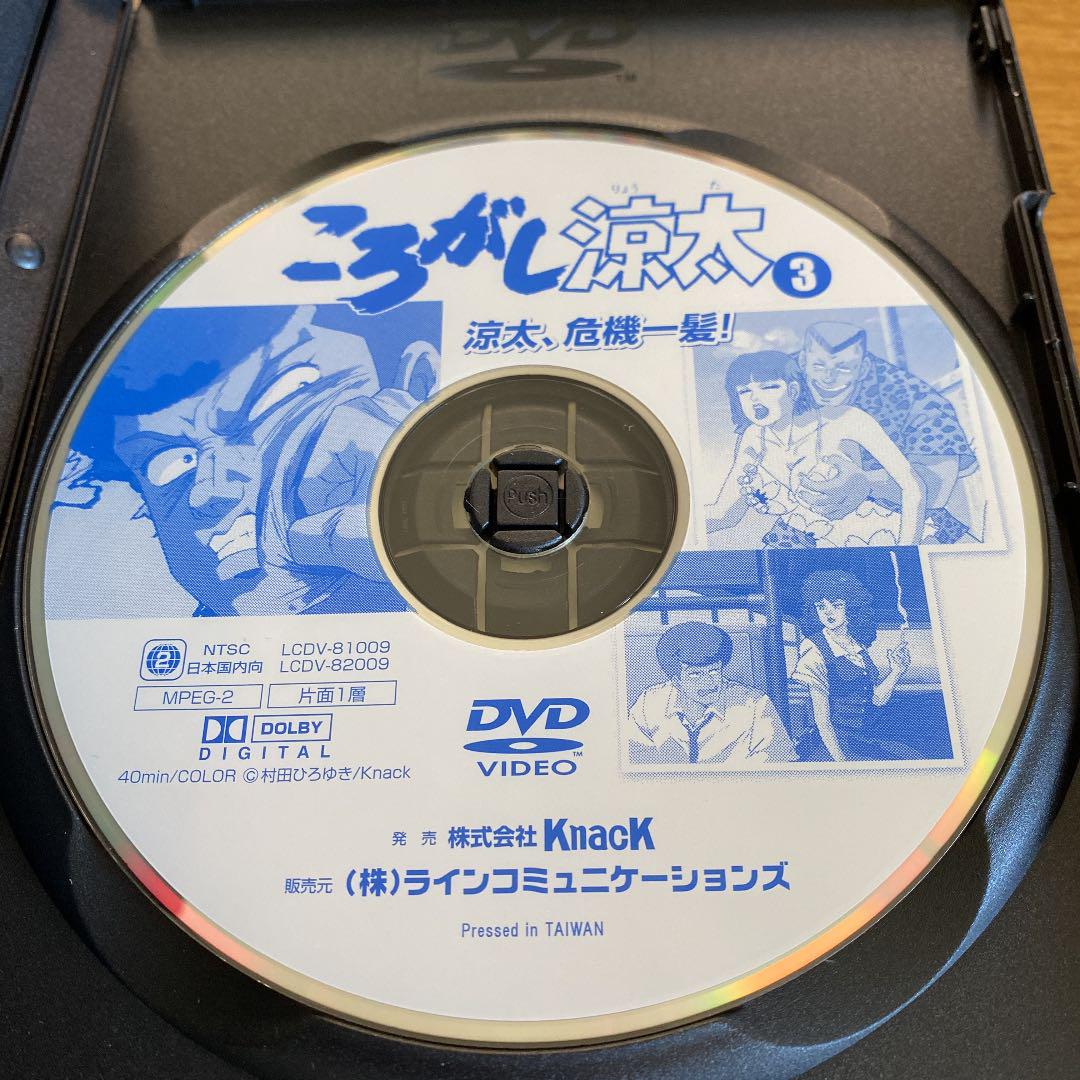 DVD
TM
りょう た
ころがし涼太3
涼太、危機一髪!
Push
2 NTSC LCDV-81009
日本国内向 LCDV-82009
MPEG-2 片面1層
DOLBY
DIGITAL
40min/COLOR ©村田ひろゆき/Knack
DVD
TM
VIDEO
発売 株式会社 KnacK
販売元 (株)ラインコミュニケーションズ
Pressed in TAIWAN